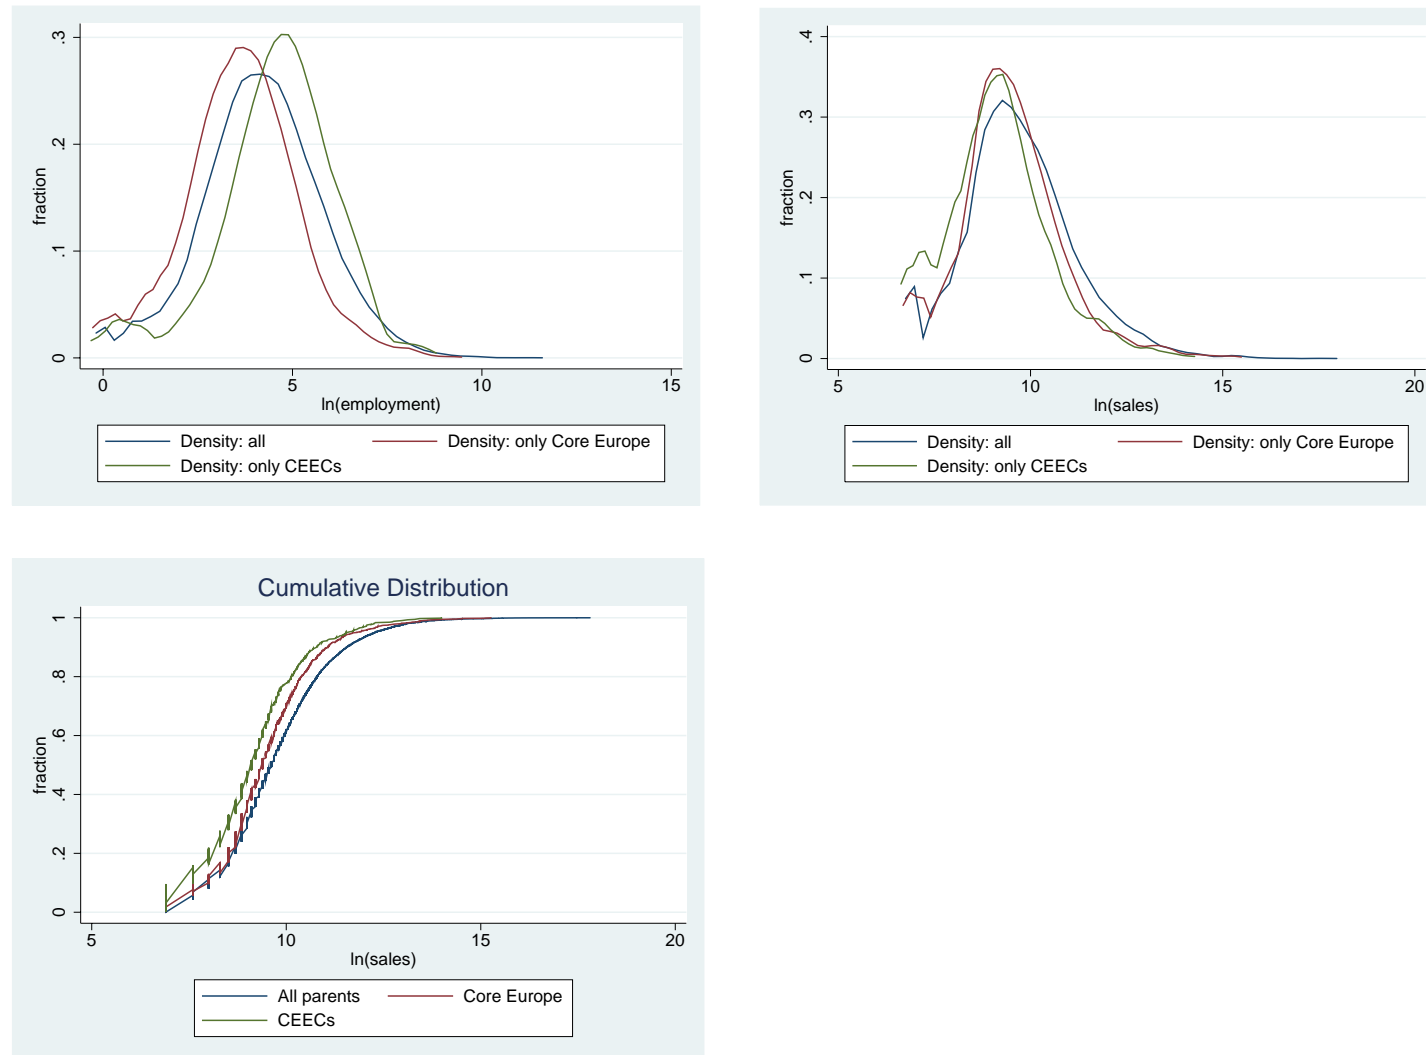 fraction
.3
.2
.1
0
0 5 10 15
ln(employment)
Density: all Density: only Core Europe
Density: only CEECs
fraction
.4
.3
.2
.1
0
5 10 15 20
ln(sales)
Density: all Density: only Core Europe
Density: only CEECs
Cumulative Distribution
fraction
1
.8
.6
.4
.2
0
5 10 15 20
ln(sales)
All parents Core Europe
CEECs